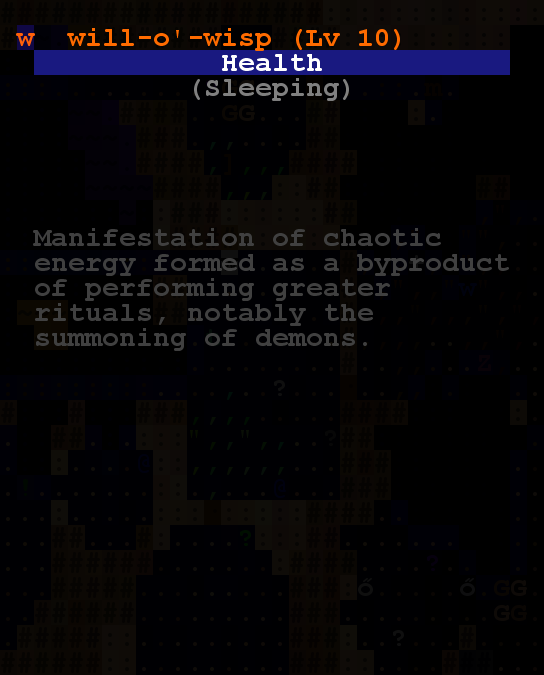 w will-o'-wisp (Lv 10)
Health
(Sleeping)
Manifestation of chaotic
energy formed as a byproduct
of performing greater
rituals, notably the
summoning of demons.